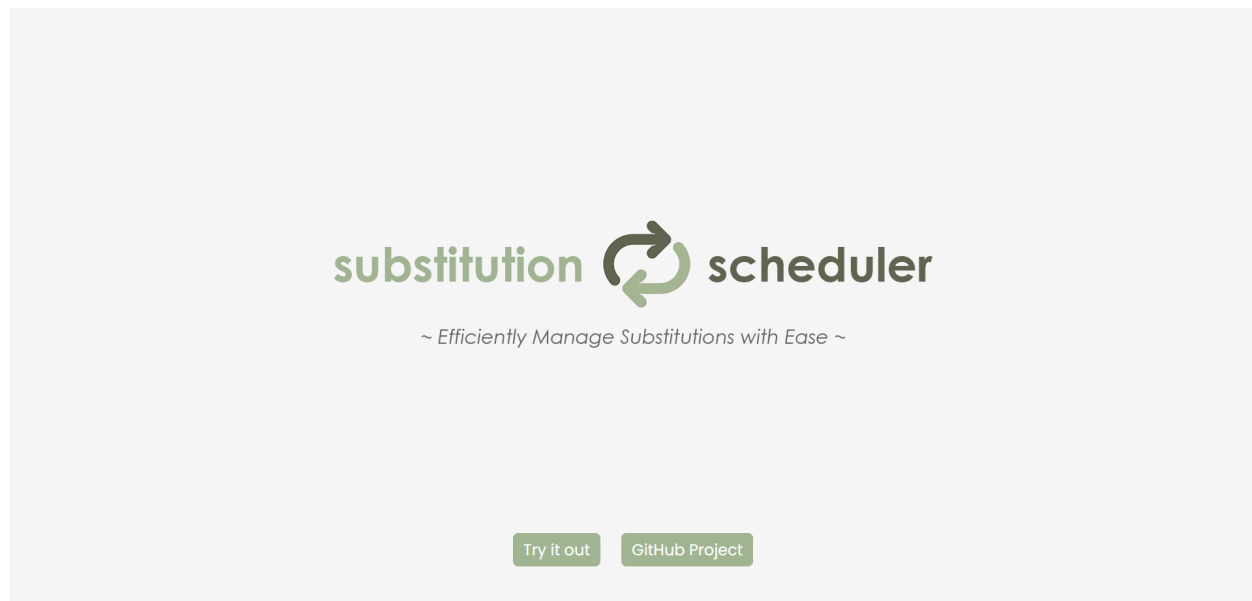 substitution scheduler
~ Efficiently Manage Substitutions with Ease ~
Try it out GitHub Project